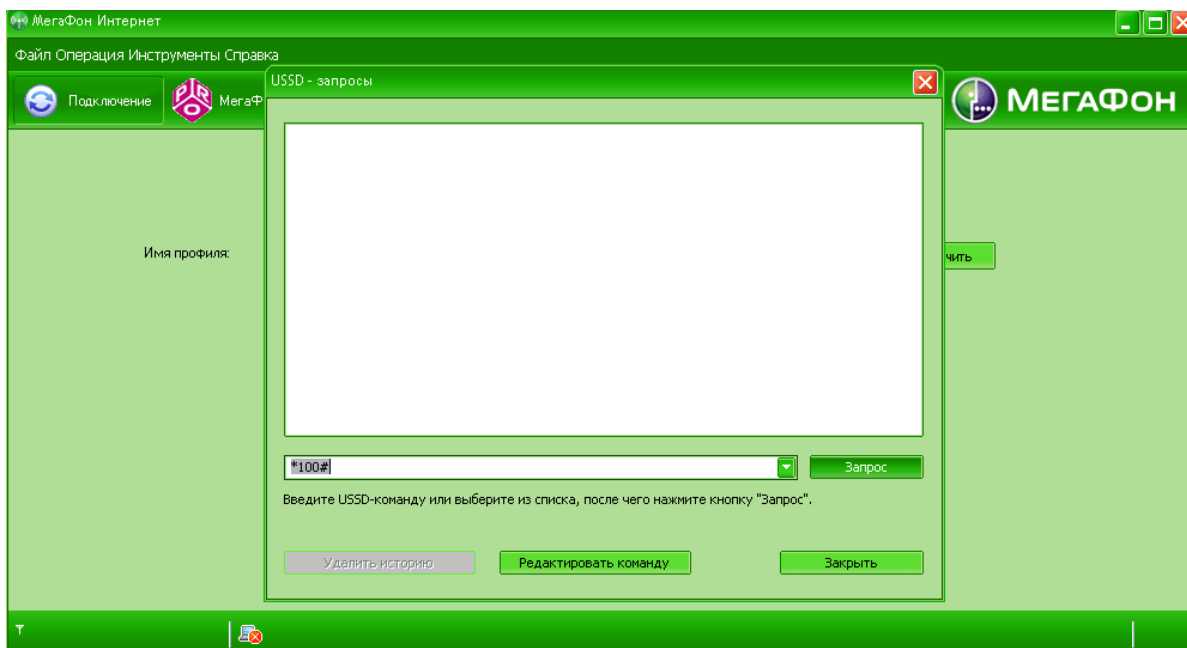 МегаФон Интернет
Файл Операция Инструменты Справка
USSD - запросы
Подключение
PRO
МегаФ
МЕГАФОН
Имя профиля:
чить
*100#
Запрос
Введите USSD-команду или выберите из списка, после чего нажмите кнопку "Запрос".
Удалить историю
Редактировать команду
Закрыть